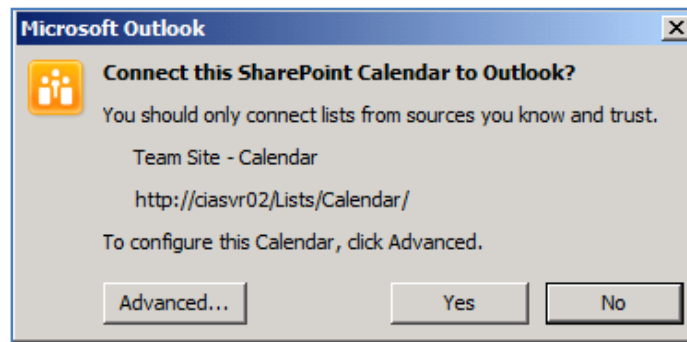 Microsoft Outlook
Connect this SharePoint Calendar to Outlook?
You should only connect lists from sources you know and trust.
Team Site - Calendar
http://ciasvr02/Lists/Calendar/
To configure this Calendar, click Advanced.
Advanced... Yes No